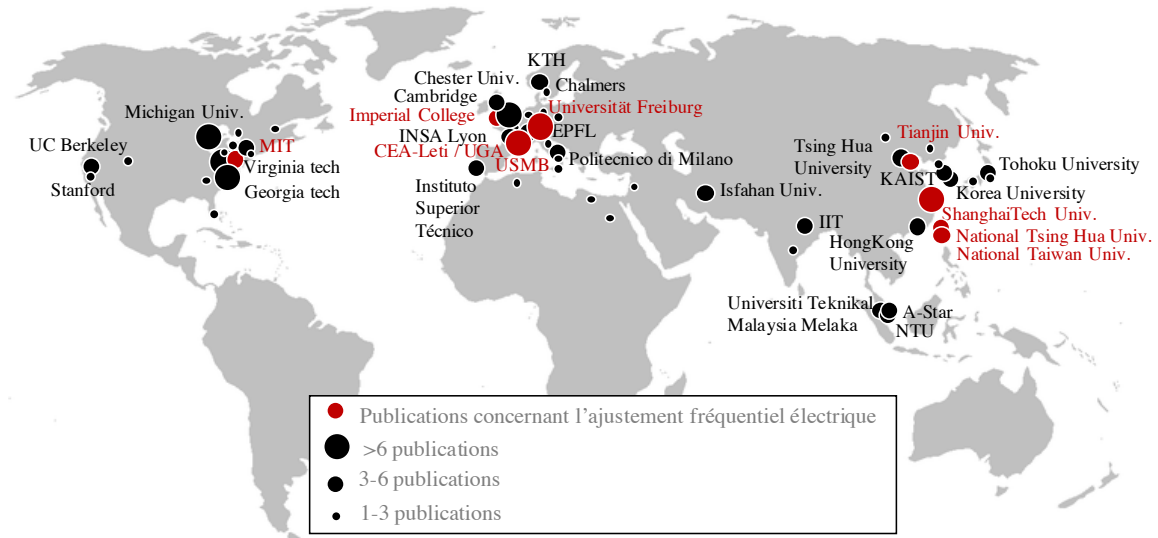 KTH
Chester Univ.
Chalmers
Cambridge
Michigan Univ.
Imperial College
Universität Freiburg
Tianjin Univ.
UC Berkeley
MIT
INSA Lyon
EPFL
Tsing Hua
University
CEA-Leti / UGA
Virginia tech
USMB
Politecnico di Milano
Tohoku University
KAIST
Stanford
Georgia tech
Instituto
Superior
Técnico
Isfahan Univ.
Korea University
ShanghaiTech Univ.
IIT
National Tsing Hua Univ.
HongKong
University
National Taiwan Univ.
Universiti Teknikal
Malaysia Melaka
A-Star
NTU
Publications concernant l’ajustement fréquentiel électrique
>6 publications
3-6 publications
1-3 publications